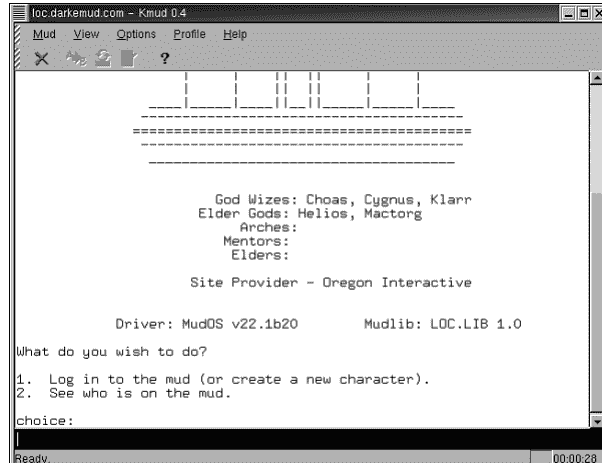 loc.darkemud.com – Kmud 0.4
Mud View Options Profile Help
?
God Wizes: Choas, Cygnus, Klarr
Elder Gods: Helios, Mactorg
Arches:
Mentors:
Elders:
Site Provider - Oregon Interactive
Driver: MudOS v22.1b20 Mudlib: LOC.LIB 1.0
What do you wish to do?
1. Log in to the mud (or create a new character).
2. See who is on the mud.
choice:
Ready. 00:00:28